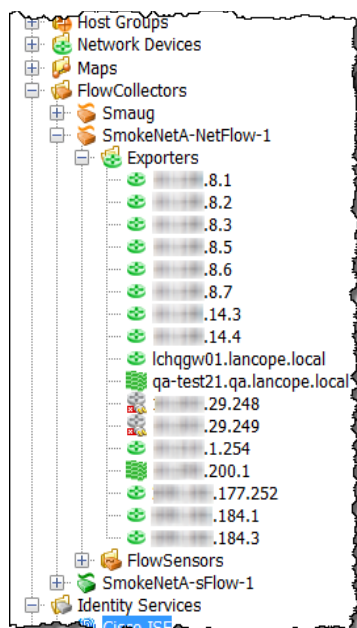 Host Groups
Network Devices
Maps
FlowCollectors
Smaug
SmokeNetA-NetFlow-1
Exporters
.8.1
.8.2
.8.3
.8.5
.8.6
.8.7
.14.3
.14.4
lchqgw01.lancope.local
qa-test21.qa.lancope.local
.29.248
.29.249
.1.254
.200.1
.177.252
.184.1
.184.3
FlowSensors
SmokeNetA-sFlow-1
Identity Services
Cisco ISE